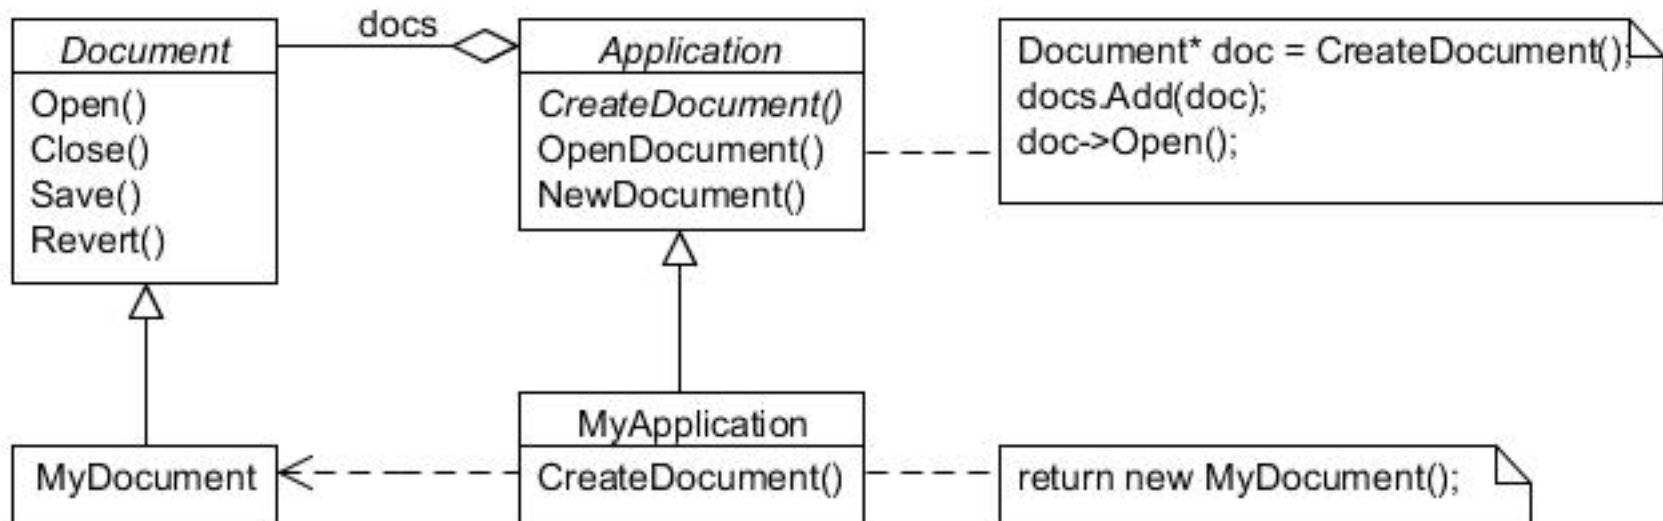 docs
Document
Open()
Close()
Save()
Revert()
Application
CreateDocument()
OpenDocument()
NewDocument()
Document* doc = CreateDocument();
docs.Add(doc);
doc->Open();
MyDocument
MyApplication
CreateDocument()
return new MyDocument();